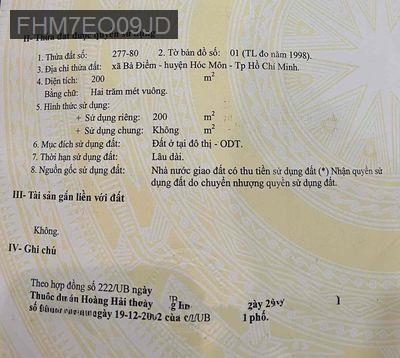 FHM7EO09JD
II- Thửa đất được quyền sử dụng
1. Thửa đất số: 277-80 2. Tờ bản đồ số: 01 (TL đo năm 1998).
3. Địa chỉ thửa đất: xã Bà Điểm - huyện Hóc Môn - Tp Hồ Chí Minh.
4. Diện tích: 200 m²
Bằng chữ: Hai trăm mét vuông.
5. Hình thức sử dụng:
+ Sử dụng riêng: 200 m²
+ Sử dụng chung: Không m²
6. Mục đích sử dụng: Đất ở tại đô thị - ODT.
7. Thời hạn sử dụng đất: Lâu dài.
8. Nguồn gốc sử dụng đất: Nhà nước giao đất có thu tiền sử dụng đất (*) Nhận quyền sử
dụng đất do chuyển nhượng quyền sử dụng đất.
III- Tài sản gắn liền với đất
Không.
IV- Ghi chú
Theo hợp đồng số 222/UB ngày
Thuộc dự án Hoàng Hải
số 19-12-2002 của